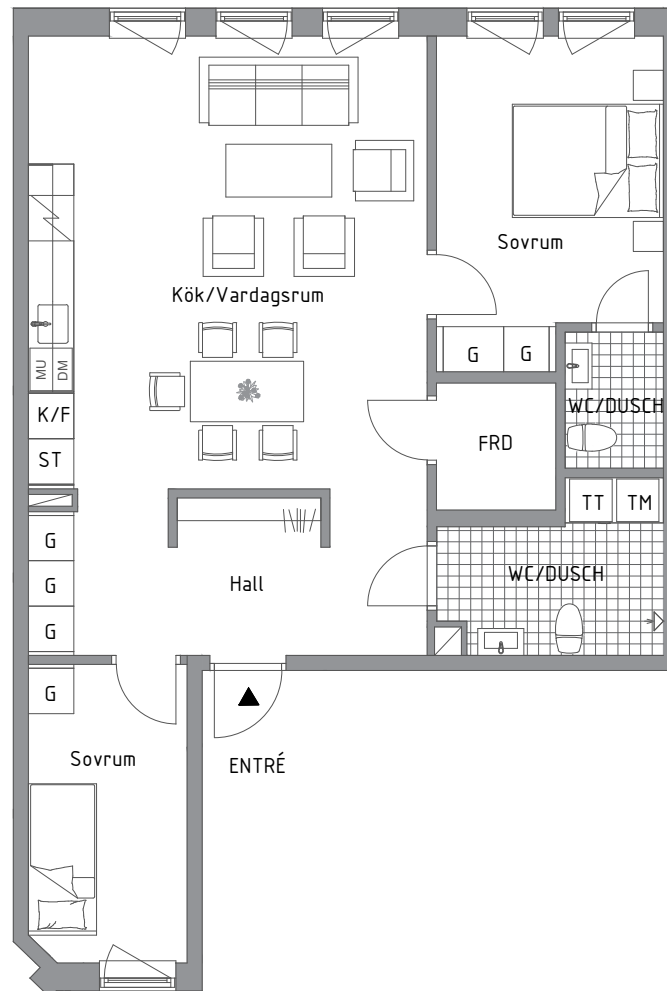 Sovrum
Kök/Vardagsrum
G
G
MU
DM
WC/DUSCH
K/F
FRD
ST
TT
TM
G
WC/DUSCH
G
Hall
G
G
Sovrum
ENTRÉ